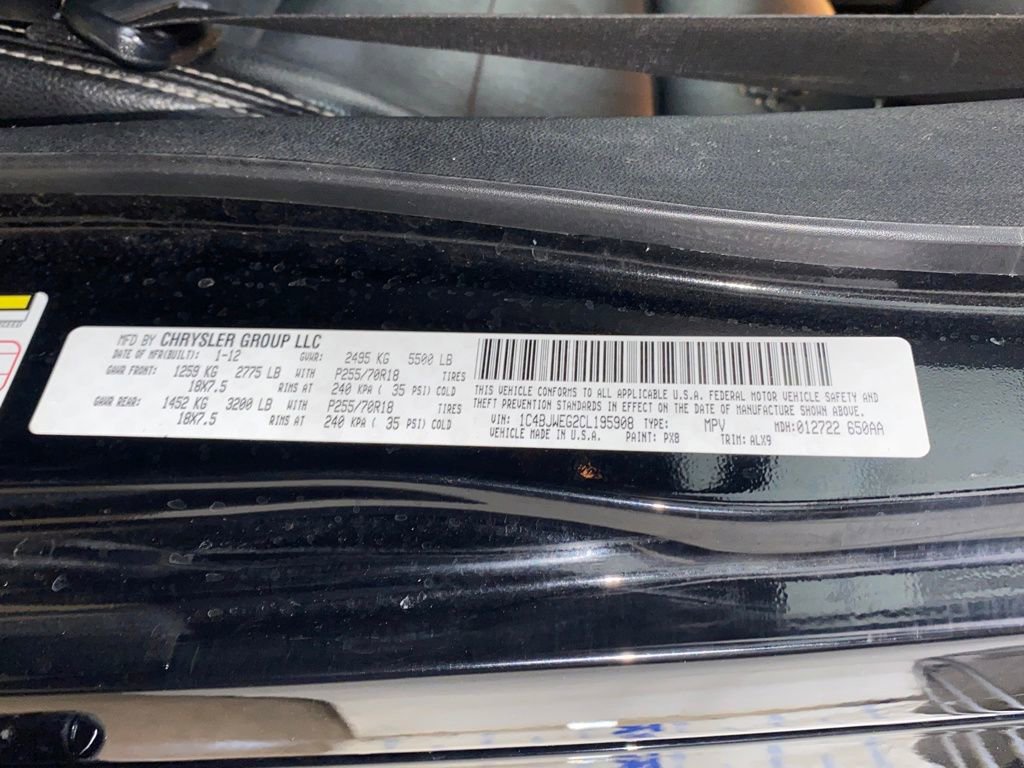 XCEED
MFD BY CHRYSLER GROUP LLC
DATE OF MFR(BUILT): 1-12 GVWR: 2495 KG 5500 LB
GAWR FRONT: 1259 KG 2775 LB WITH P255/70R18 TIRES
18X7.5 RIMS AT 240 KPA ( 35 PSI) COLD
GAWR REAR: 1452 KG 3200 LB WITH P255/70R18 TIRES
18X7.5 RIMS AT 240 KPA ( 35 PSI) COLD
THIS VEHICLE CONFORMS TO ALL APPLICABLE U.S.A. FEDERAL MOTOR VEHICLE SAFETY AND
THEFT PREVENTION STANDARDS IN EFFECT ON THE DATE OF MANUFACTURE SHOWN ABOVE.
VIN: 1C4BJWEG2CL195908 TYPE: MPV MDH:012722 650AA
VEHICLE MADE IN U.S.A. PAINT: PX8 TRIM: ALX9